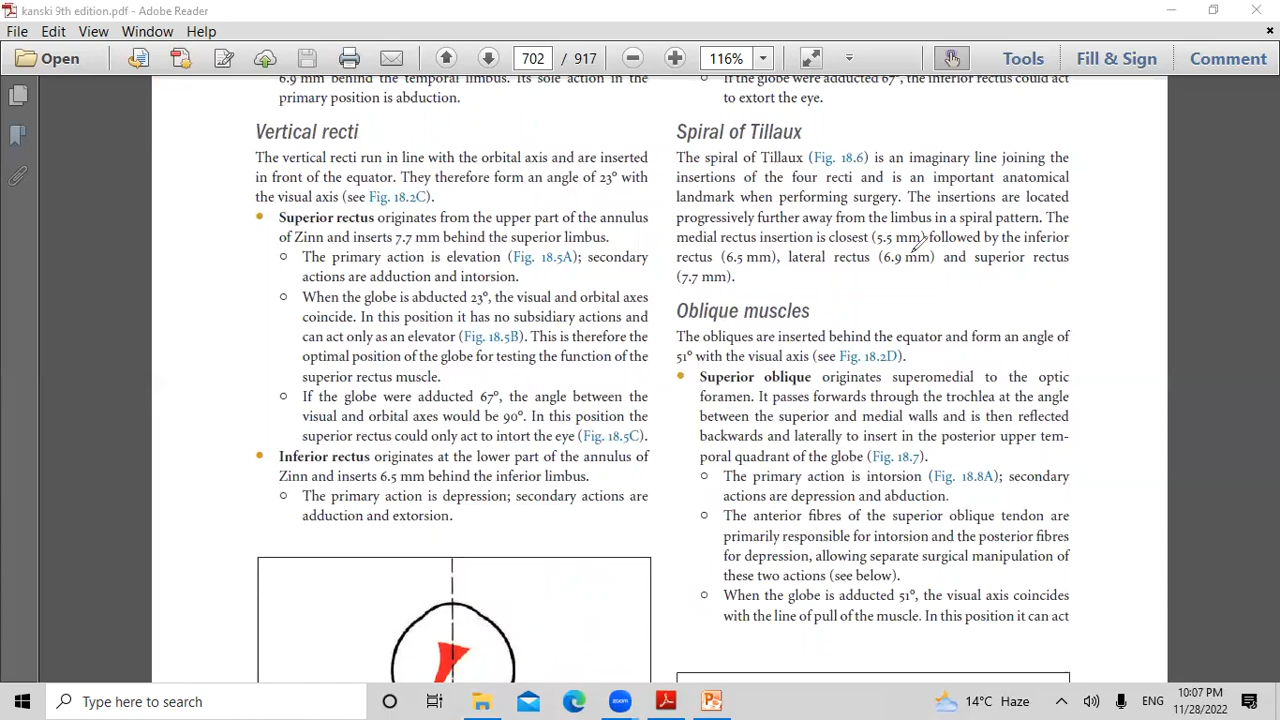 kanski 9th edition.pdf - Adobe Reader
File Edit View Window Help
Open 702 / 917 116% Tools Fill & Sign Comment
6.9 mm behind the temporal limbus. Its sole action in the
primary position is abduction.
Vertical recti
The vertical recti run in line with the orbital axis and are inserted
in front of the equator. They therefore form an angle of 23° with
the visual axis (see Fig. 18.2C).
• Superior rectus originates from the upper part of the annulus
of Zinn and inserts 7.7 mm behind the superior limbus.
○ The primary action is elevation (Fig. 18.5A); secondary
actions are adduction and intorsion.
○ When the globe is abducted 23°, the visual and orbital axes
coincide. In this position it has no subsidiary actions and
can act only as an elevator (Fig. 18.5B). This is therefore the
optimal position of the globe for testing the function of the
superior rectus muscle.
○ If the globe were adducted 67°, the angle between the
visual and orbital axes would be 90°. In this position the
superior rectus could only act to intort the eye (Fig. 18.5C).
• Inferior rectus originates at the lower part of the annulus of
Zinn and inserts 6.5 mm behind the inferior limbus.
○ The primary action is depression; secondary actions are
adduction and extorsion.
○ If the globe were adducted 67°, the inferior rectus could act
to extort the eye.
Spiral of Tillaux
The spiral of Tillaux (Fig. 18.6) is an imaginary line joining the
insertions of the four recti and is an important anatomical
landmark when performing surgery. The insertions are located
progressively further away from the limbus in a spiral pattern. The
medial rectus insertion is closest (5.5 mm) followed by the inferior
rectus (6.5 mm), lateral rectus (6.9 mm) and superior rectus
(7.7 mm).
Oblique muscles
The obliques are inserted behind the equator and form an angle of
51° with the visual axis (see Fig. 18.2D).
• Superior oblique originates superomedial to the optic
foramen. It passes forwards through the trochlea at the angle
between the superior and medial walls and is then reflected
backwards and laterally to insert in the posterior upper tem-
poral quadrant of the globe (Fig. 18.7).
○ The primary action is intorsion (Fig. 18.8A); secondary
actions are depression and abduction.
○ The anterior fibres of the superior oblique tendon are
primarily responsible for intorsion and the posterior fibres
for depression, allowing separate surgical manipulation of
these two actions (see below).
○ When the globe is adducted 51°, the visual axis coincides
with the line of pull of the muscle. In this position it can act
Type here to search
zoom
14°C Haze
ENG
10:07 PM
11/28/2022